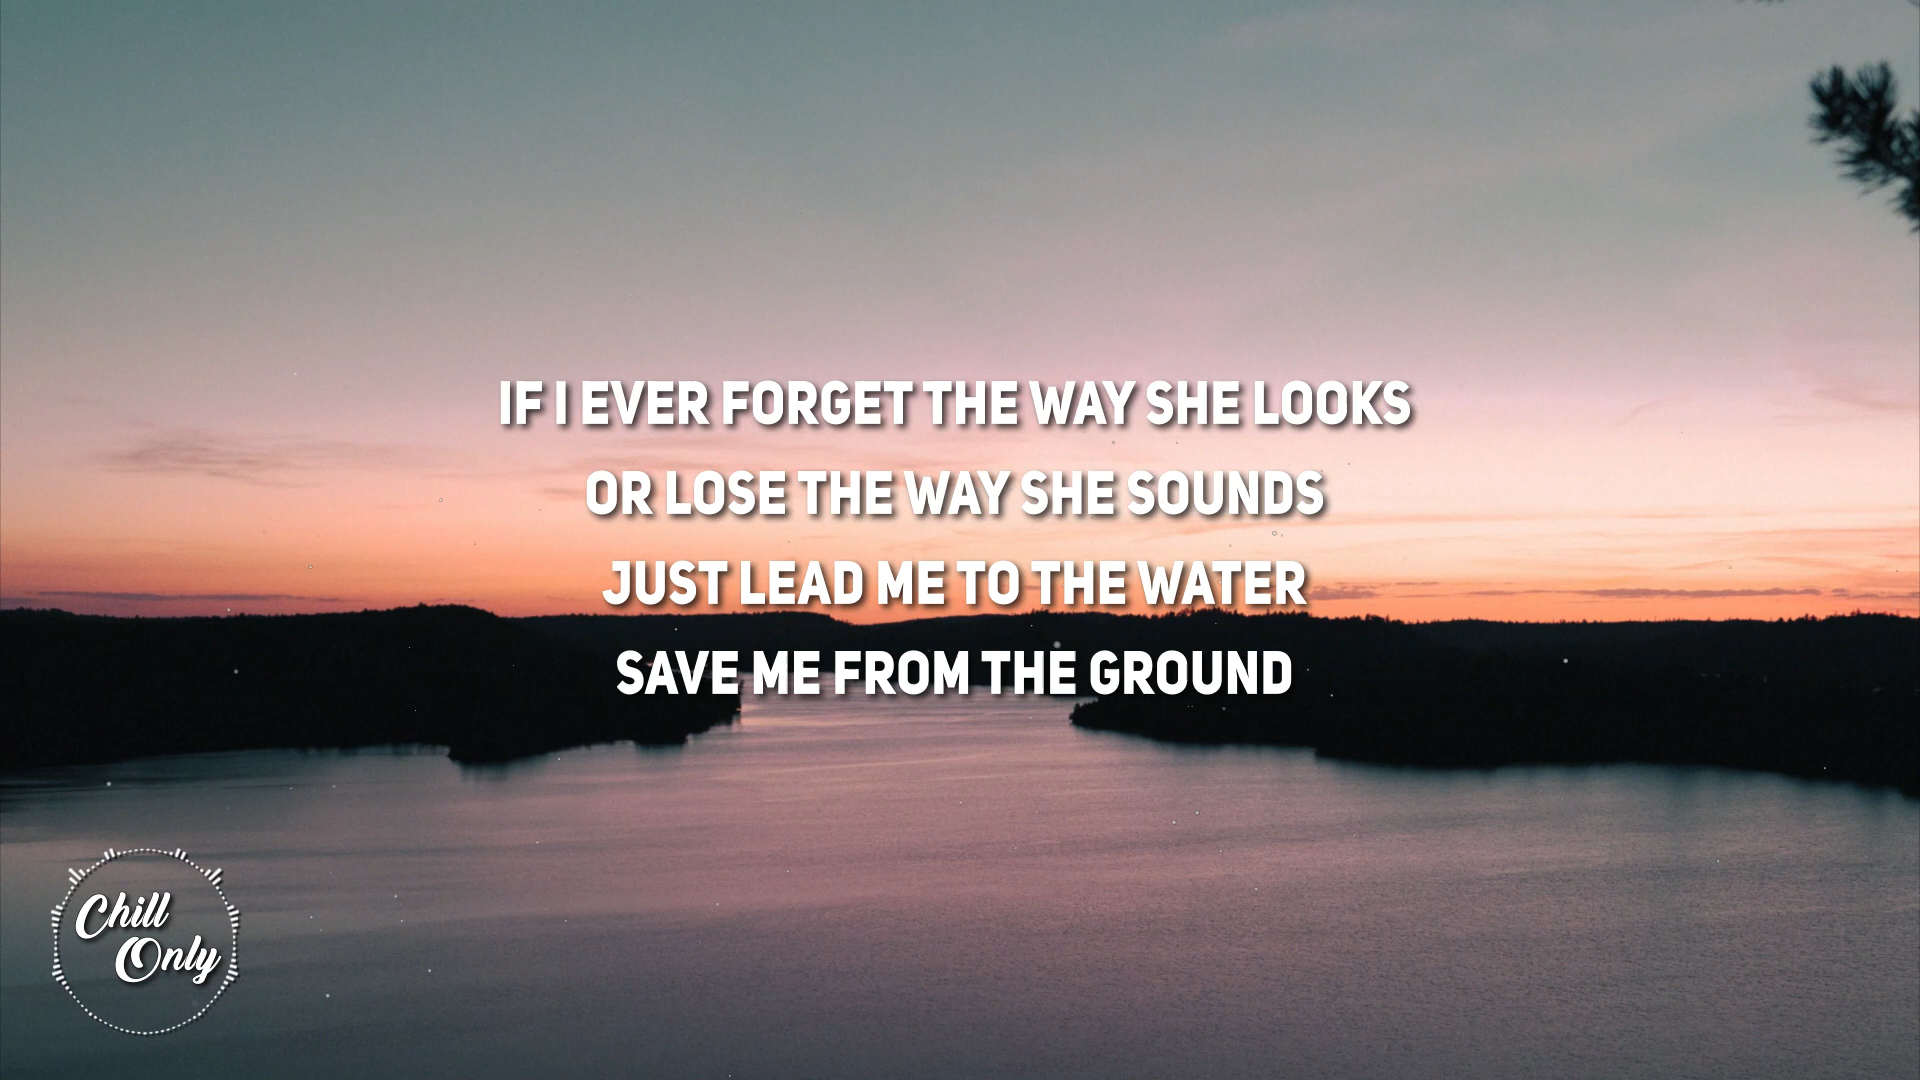 IF I EVER FORGET THE WAY SHE LOOKS
OR LOSE THE WAY SHE SOUNDS
JUST LEAD ME TO THE WATER
SAVE ME FROM THE GROUND
Chill
Only